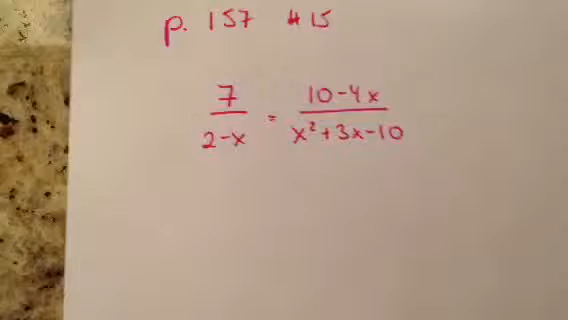 p. 157 #15
7/(2-x) = (10-4x)/(x²+3x-10)